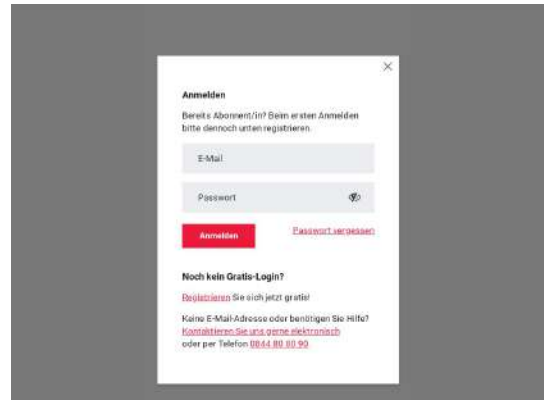 Anmelden
Bereits Abonnent/in? Beim ersten Anmelden
bitte dennoch unten registrieren.
E-Mail
Passwort
Anmelden
Passwort vergessen
Noch kein Gratis-Login?
Registrieren Sie sich jetzt gratis!
Keine E-Mail-Adresse oder benötigen Sie Hilfe?
Kontaktieren Sie uns gerne elektronisch
oder per Telefon 0844 80 80 90